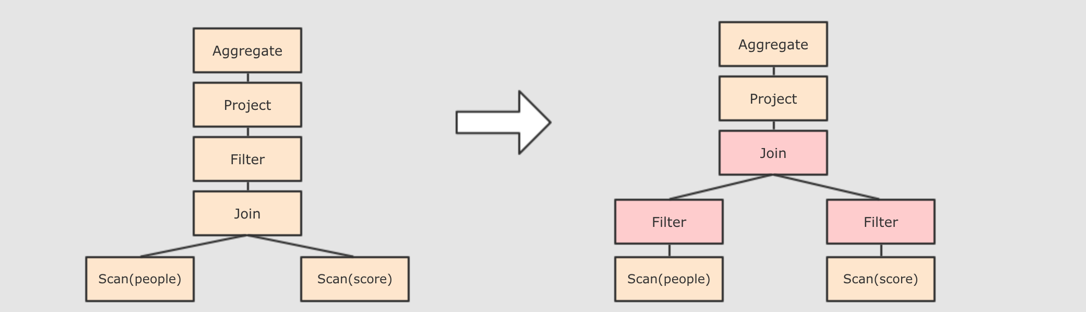 Aggregate
Project
Filter
Join
Scan(people)
Scan(score)
Aggregate
Project
Join
Filter
Filter
Scan(people)
Scan(score)